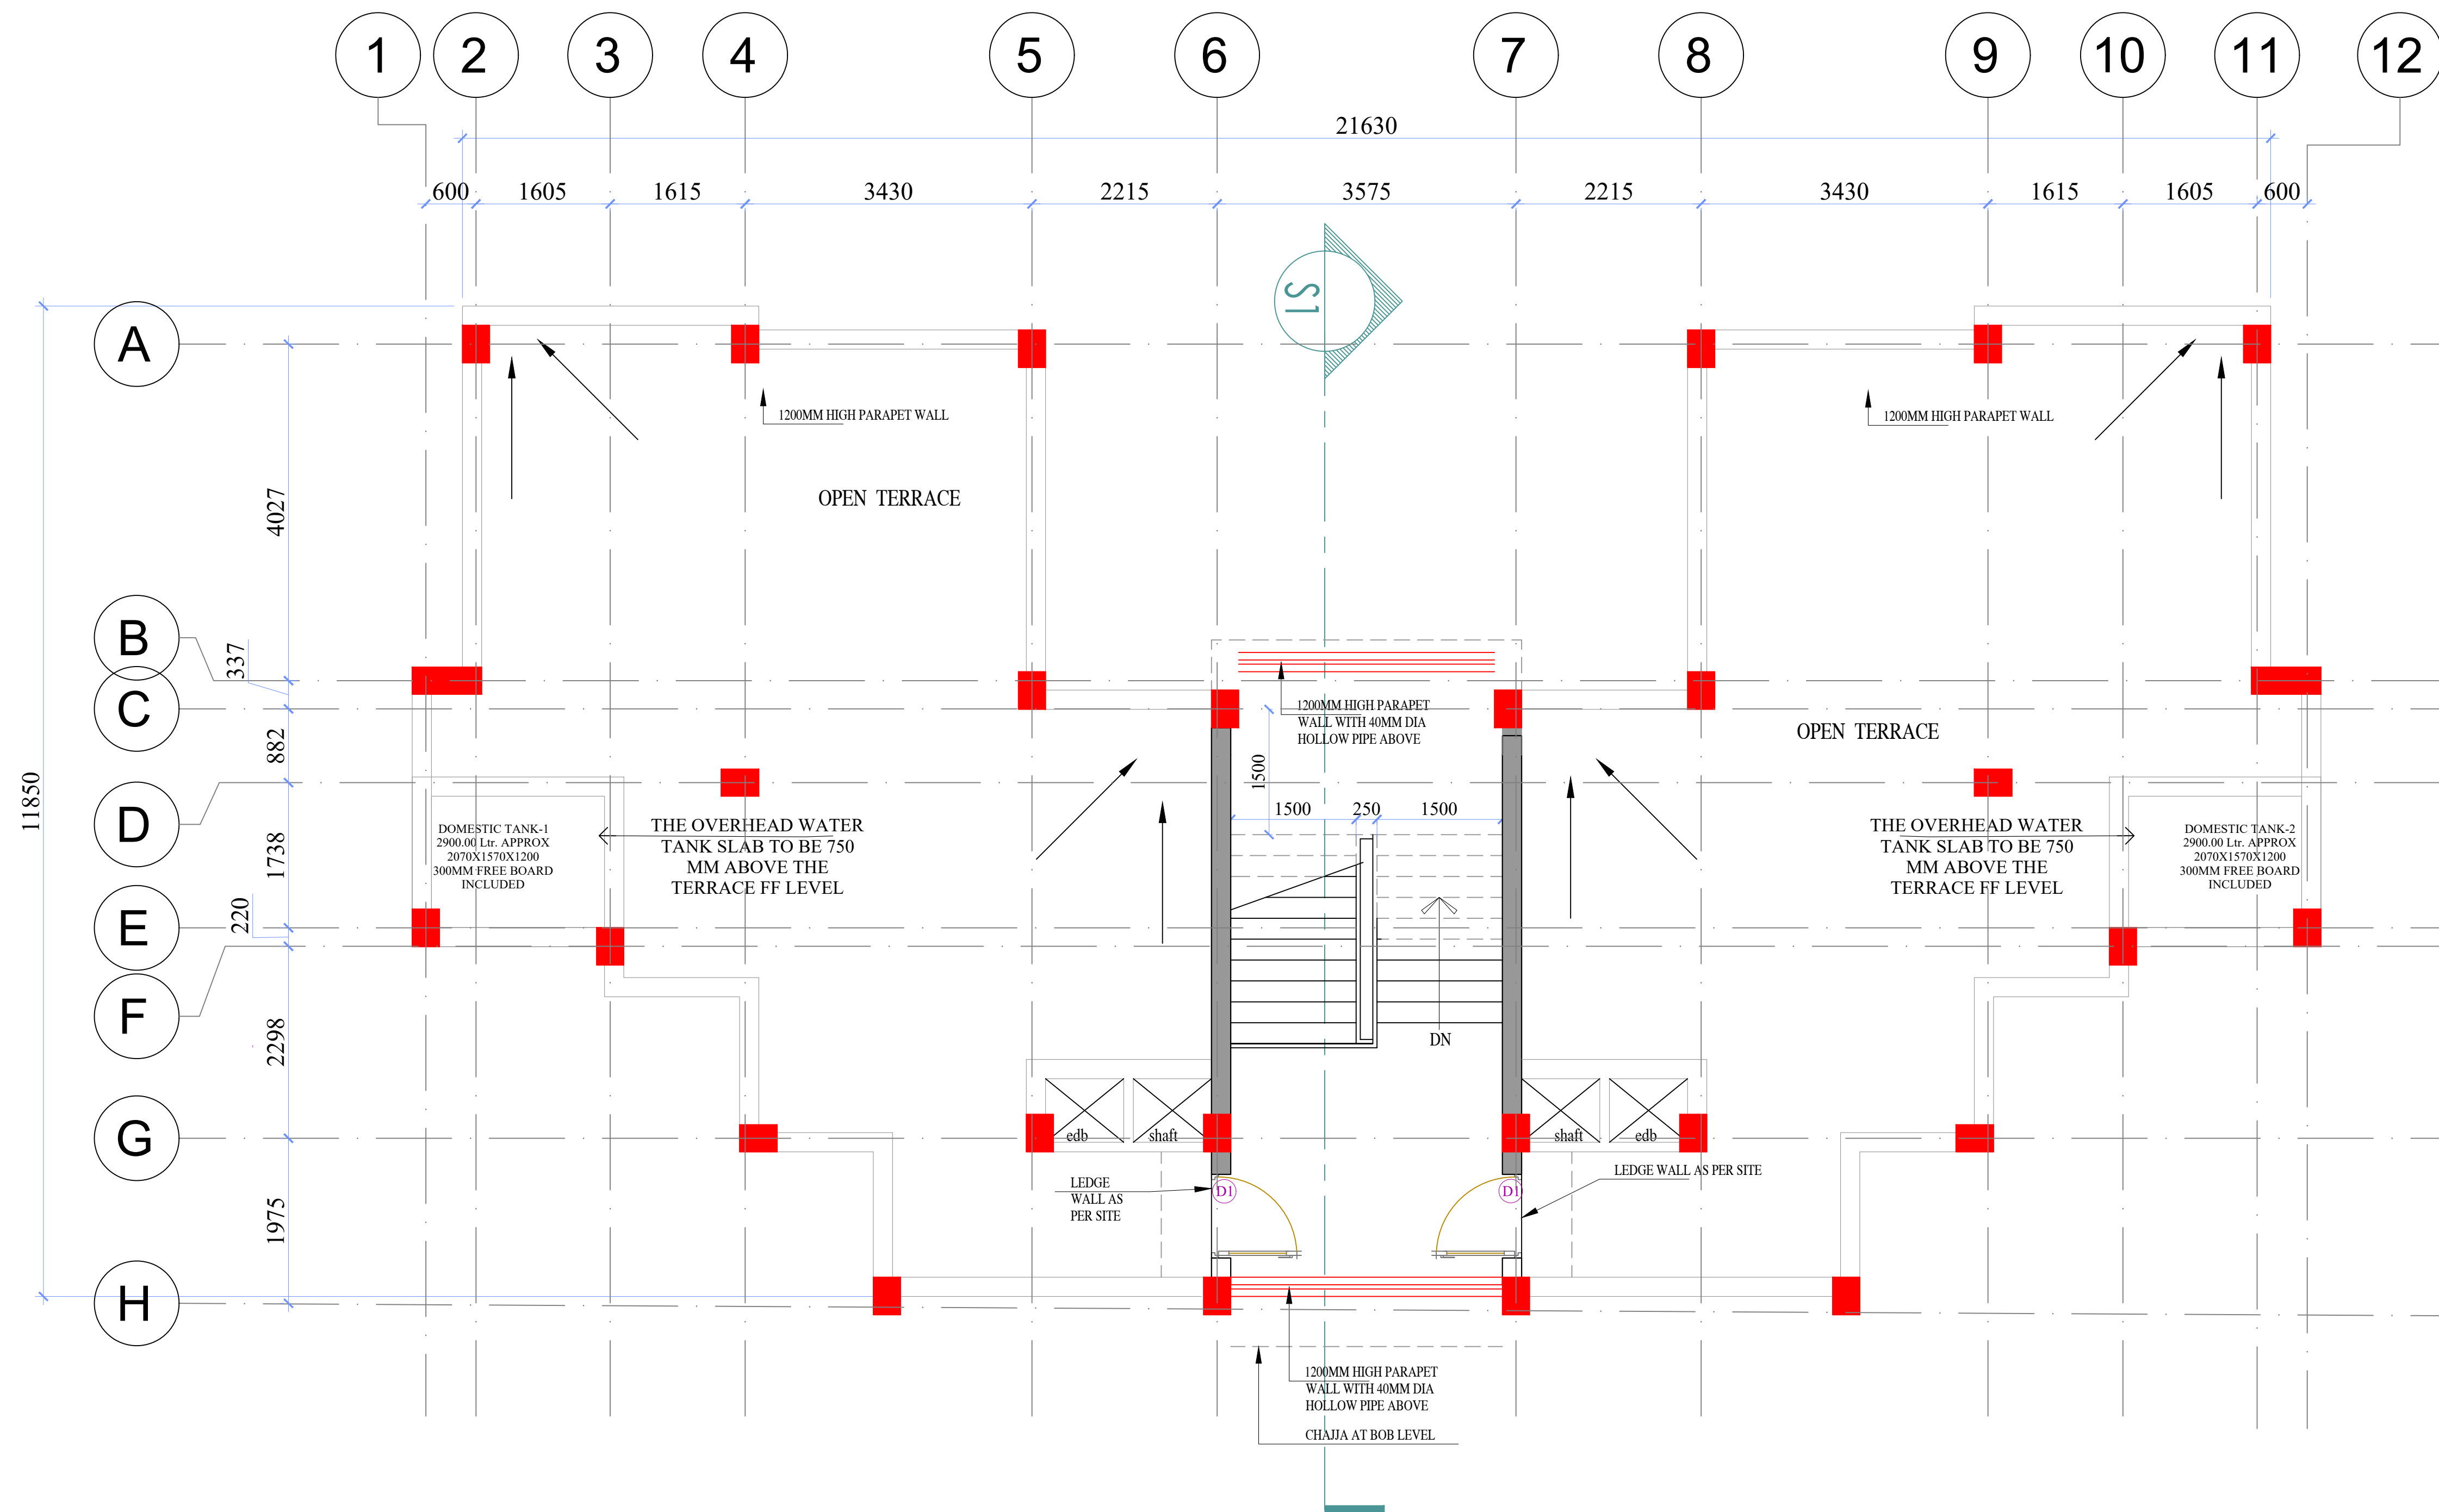 1 2 3 4 5 6 7 8 9 10 11 12
21630
600 1605 1615 3430 2215 3575 2215 3430 1615 1605 600
S1
A
1200MM HIGH PARAPET WALL
1200MM HIGH PARAPET WALL
OPEN TERRACE
4027
B
337
C
1200MM HIGH PARAPET
WALL WITH 40MM DIA
HOLLOW PIPE ABOVE
OPEN TERRACE
882
1500
11850
D
1500 250 1500
DOMESTIC TANK-1
2900.00 Ltr. APPROX
2070X1570X1200
300MM FREE BOARD
INCLUDED
THE OVERHEAD WATER
TANK SLAB TO BE 750
MM ABOVE THE
TERRACE FF LEVEL
THE OVERHEAD WATER
TANK SLAB TO BE 750
MM ABOVE THE
TERRACE FF LEVEL
DOMESTIC TANK-2
2900.00 Ltr. APPROX
2070X1570X1200
300MM FREE BOARD
INCLUDED
1738
E
220
F
2298
DN
G
edb shaft
shaft edb
LEDGE
WALL AS
PER SITE
D1
D1
LEDGE WALL AS PER SITE
1975
H
1200MM HIGH PARAPET
WALL WITH 40MM DIA
HOLLOW PIPE ABOVE
CHAJJA AT BOB LEVEL